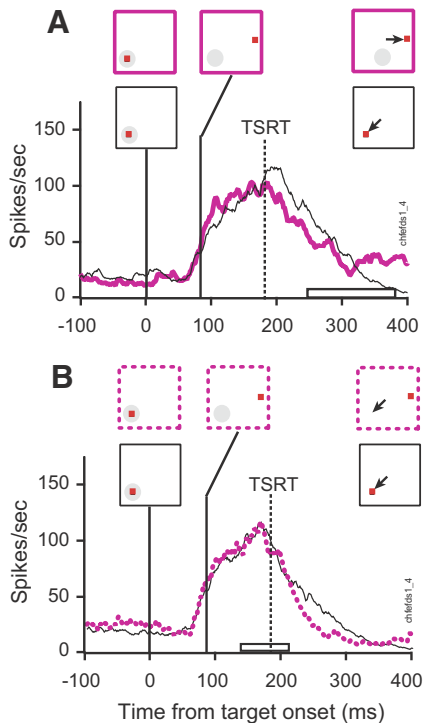 A
TSRT
150
100
50
0
Spikes/sec
chfefds1_4
-100 0 100 200 300 400
B
TSRT
150
100
50
0
Spikes/sec
chfefds1_4
-100 0 100 200 300 400
Time from target onset (ms)